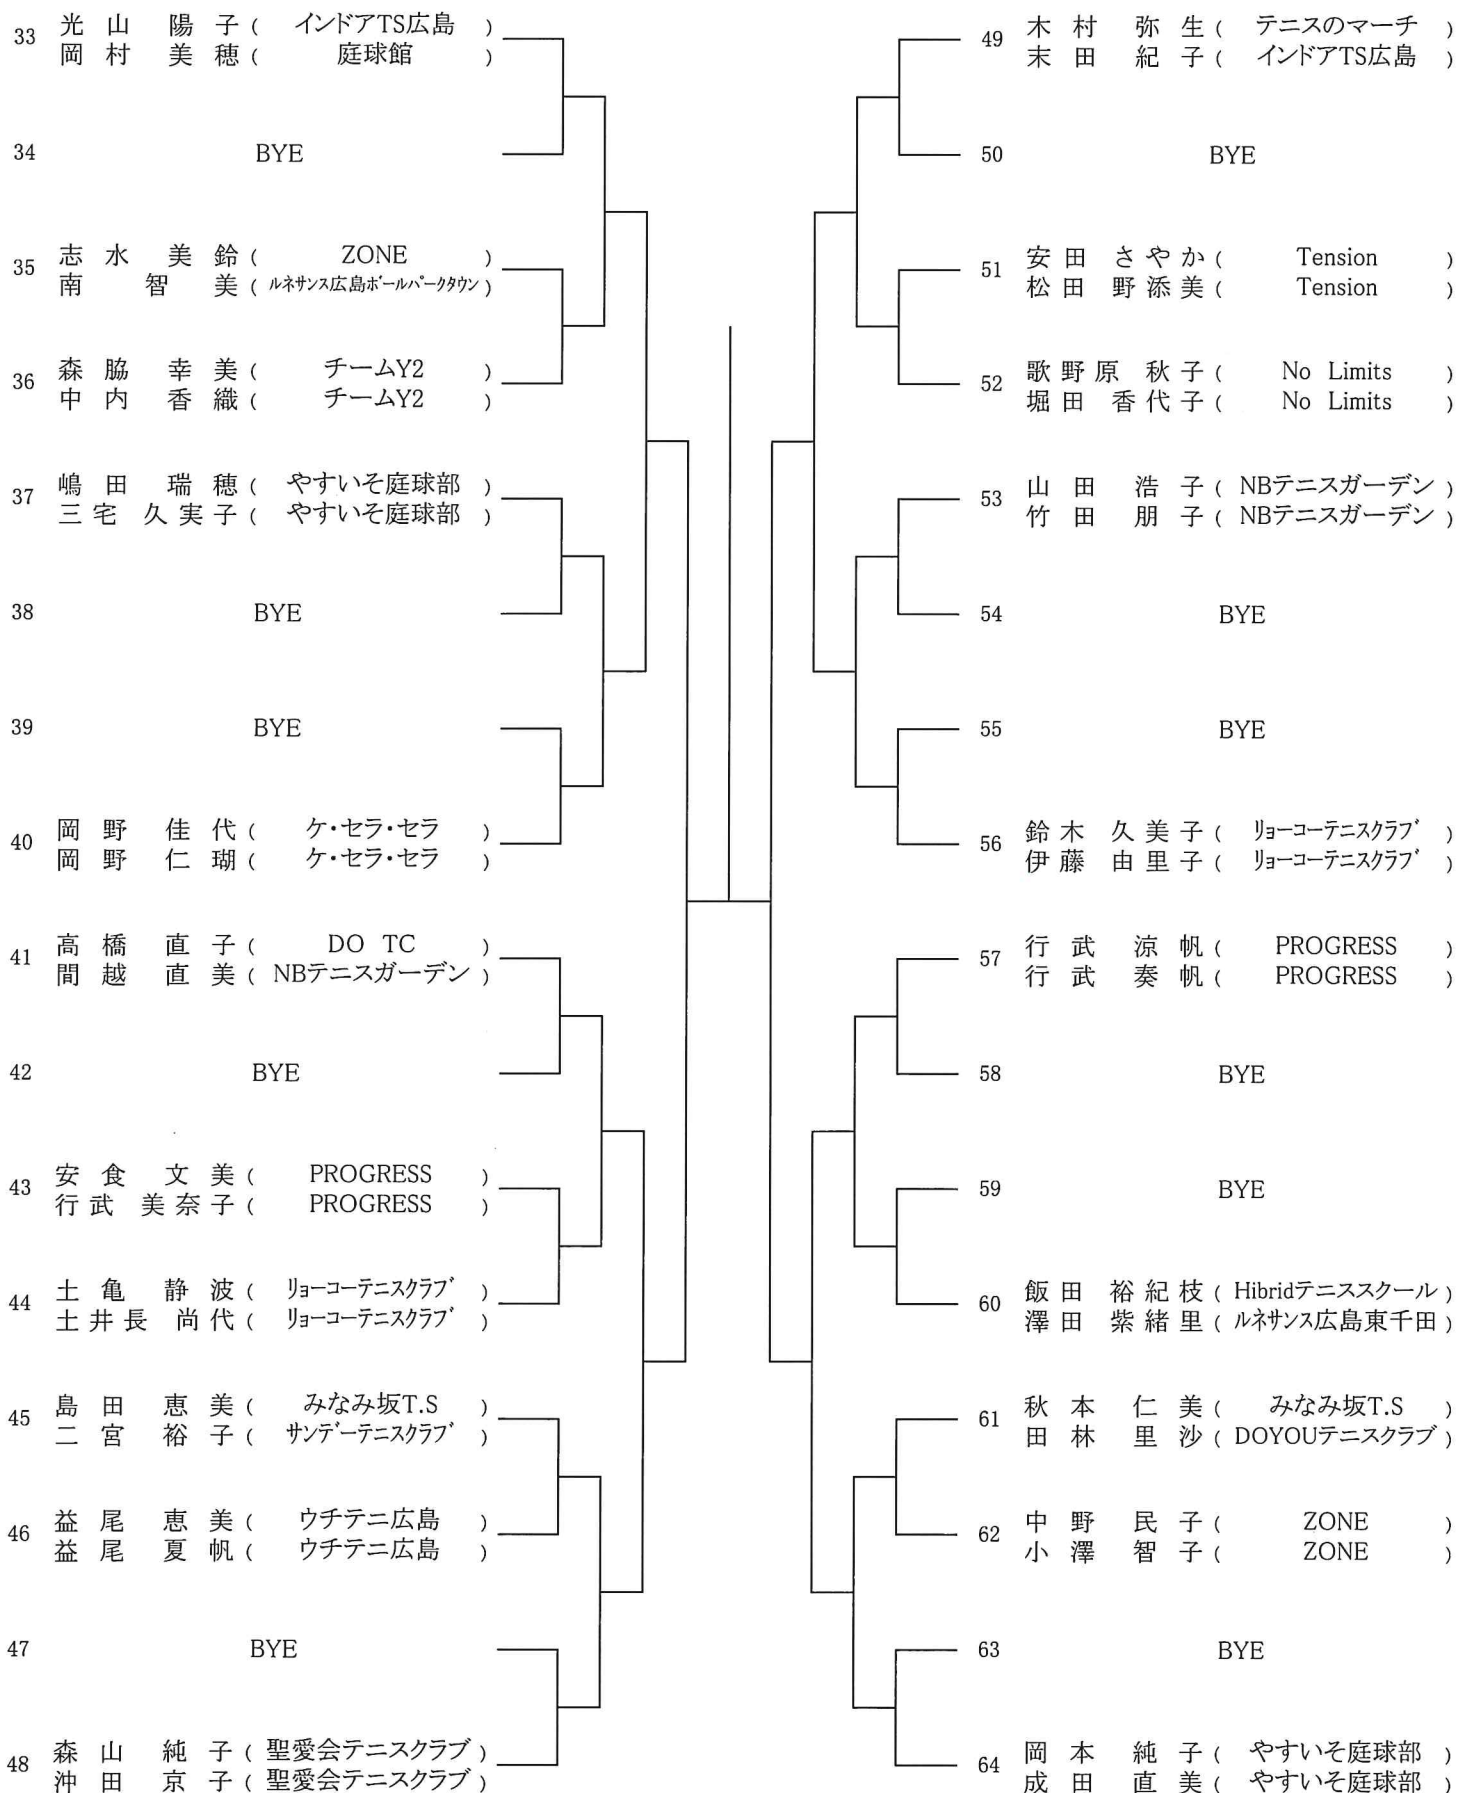 33 光山 陽子 ( インドアTS広島 )
岡村 美穂 ( 庭球館 )
34 BYE
35 志水 美鈴 ( ZONE )
南 智美 ( ルネサンス広島ボールパークタウン )
36 森脇 幸美 ( チームY2 )
中内 香織 ( チームY2 )
37 嶋田 瑞穂 ( やすいそ庭球部 )
三宅 久実子 ( やすいそ庭球部 )
38 BYE
39 BYE
40 岡野 佳代 ( ケ・セラ・セラ )
岡野 仁瑚 ( ケ・セラ・セラ )
41 高橋 直子 ( DO TC )
間越 直美 ( NBテニスガーデン )
42 BYE
43 安食 文美 ( PROGRESS )
行武 美奈子 ( PROGRESS )
44 土亀 静波 ( リョーコーテニスクラブ )
土井長 尚代 ( リョーコーテニスクラブ )
45 島田 恵美 ( みなみ坂T.S )
二宮 裕子 ( サンデーテニスクラブ )
46 益尾 恵美 ( ウチテニ広島 )
益尾 夏帆 ( ウチテニ広島 )
47 BYE
48 森山 純子 ( 聖愛会テニスクラブ )
沖田 京子 ( 聖愛会テニスクラブ )
49 木村 弥生 ( テニスのマーチ )
末田 紀子 ( インドアTS広島 )
50 BYE
51 安田 さやか ( Tension )
松田 野添美 ( Tension )
52 歌野原 秋子 ( No Limits )
堀田 香代子 ( No Limits )
53 山田 浩子 ( NBテニスガーデン )
竹田 朋子 ( NBテニスガーデン )
54 BYE
55 BYE
56 鈴木 久美子 ( リョーコーテニスクラブ )
伊藤 由里子 ( リョーコーテニスクラブ )
57 行武 涼帆 ( PROGRESS )
行武 奏帆 ( PROGRESS )
58 BYE
59 BYE
60 飯田 裕紀枝 ( Hibridテニススクール )
澤田 紫緒里 ( ルネサンス広島東千田 )
61 秋本 仁美 ( みなみ坂T.S )
田林 里沙 ( DOYOUテニスクラブ )
62 中野 民子 ( ZONE )
小澤 智子 ( ZONE )
63 BYE
64 岡本 純子 ( やすいそ庭球部 )
成田 直美 ( やすいそ庭球部 )